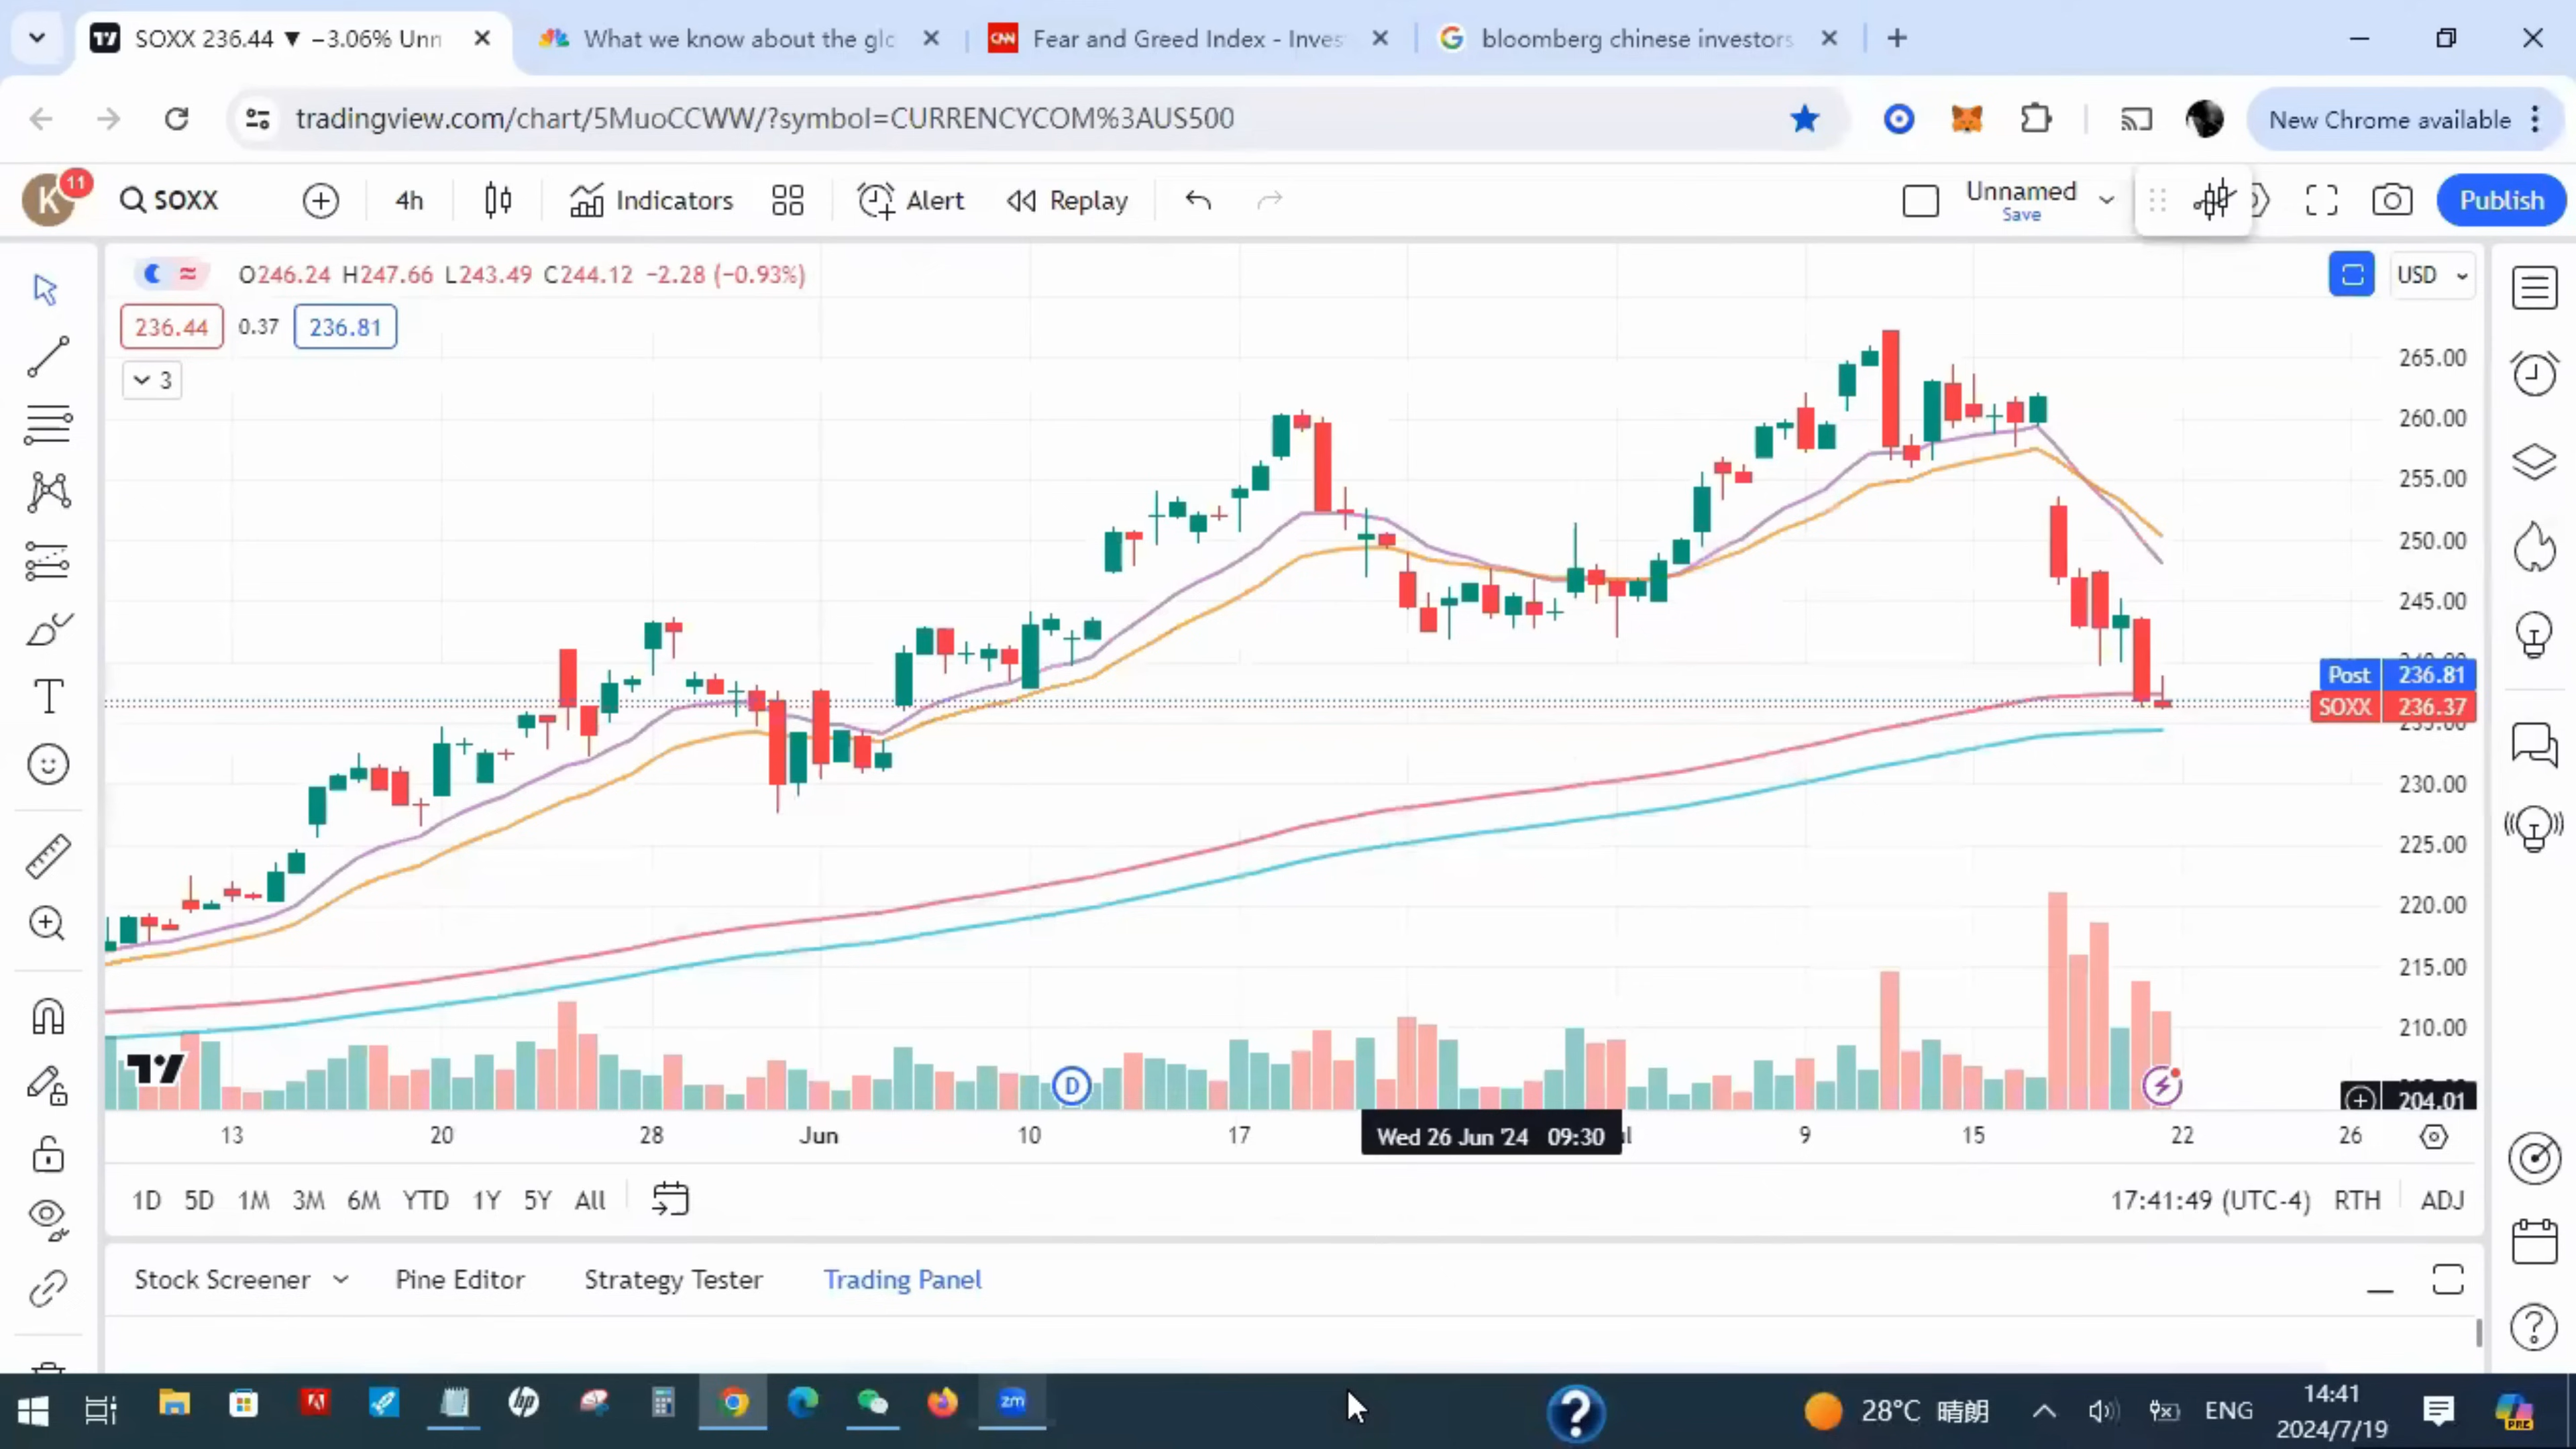 SOXX 236.44 ▼ −3.06% Unn
What we know about the glo
CNN Fear and Greed Index - Inves
bloomberg chinese investors
tradingview.com/chart/5MuoCCWW/?symbol=CURRENCYCOM%3AUS500
New Chrome available
K 11 SOXX 4h Indicators Alert Replay Unnamed Save Publish
O246.24 H247.66 L243.49 C244.12 −2.28 (−0.93%)
USD
236.44 0.37 236.81
3
265.00
260.00
255.00
250.00
245.00
Post 236.81
SOXX 236.37
230.00
225.00
220.00
215.00
210.00
204.01
D
13 20 28 Jun 10 17 Wed 26 Jun '24 09:30 9 15 22 26
1D 5D 1M 3M 6M YTD 1Y 5Y All 17:41:49 (UTC-4) RTH ADJ
Stock Screener Pine Editor Strategy Tester Trading Panel
hp zm 28°C 晴朗 ENG 14:41
2024/7/19 PRE